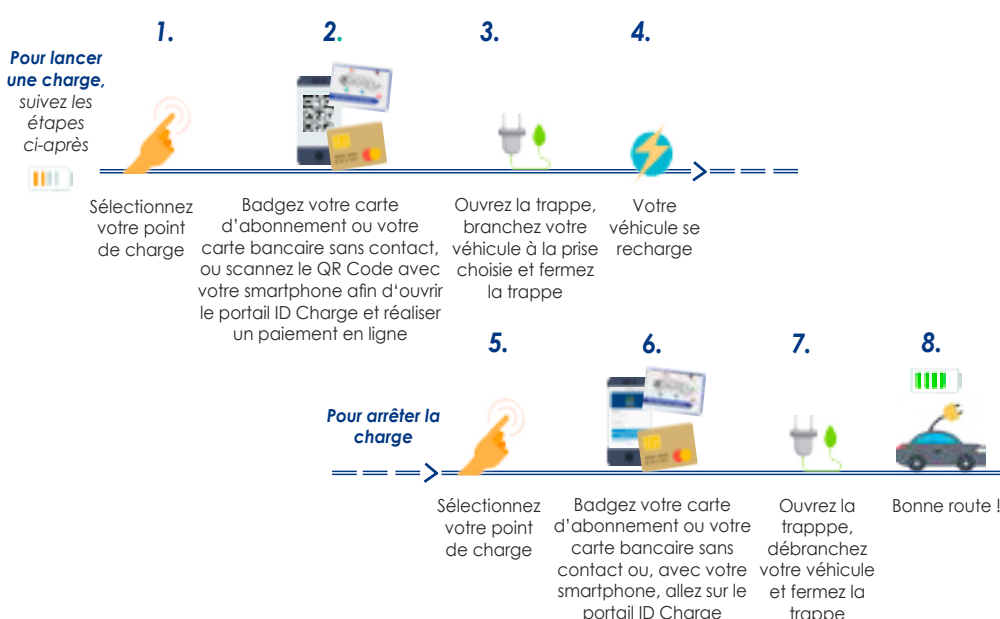 1.
2.
3.
4.
Pour lancer
une charge,
suivez les
étapes
ci-après
Sélectionnez
votre point
de charge
Badgez votre carte
d'abonnement ou votre
carte bancaire sans contact,
ou scannez le QR Code avec
votre smartphone afin d'ouvrir
le portail ID Charge et réaliser
un paiement en ligne
Ouvrez la trappe,
branchez votre
véhicule à la prise
choisie et fermez
la trappe
Votre
véhicule se
recharge
5.
6.
7.
8.
Pour arrêter la
charge
Sélectionnez
votre point
de charge
Badgez votre carte
d'abonnement ou votre
carte bancaire sans
contact ou, avec votre
smartphone, allez sur le
portail ID Charge
Ouvrez la
trapppe,
débranchez
votre véhicule
et fermez la
trappe
Bonne route !